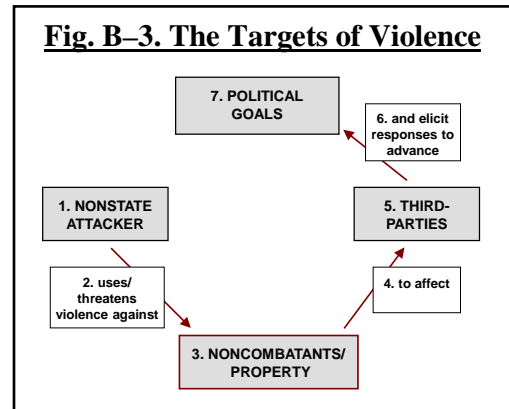 Fig. B–3. The Targets of Violence
7. POLITICAL
GOALS
6. and elicit
responses to
advance
1. NONSTATE
ATTACKER
5. THIRD-
PARTIES
2. uses/
threatens
violence against
4. to affect
3. NONCOMBATANTS/
PROPERTY